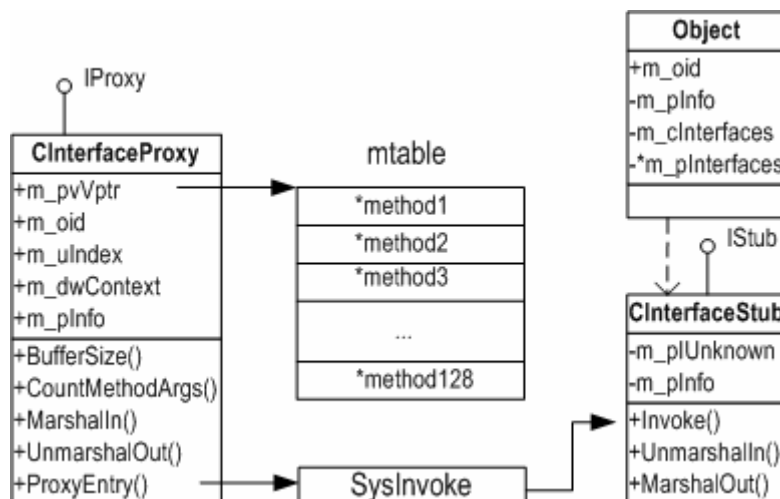 IProxy
CInterfaceProxy
+m_pvVptr
+m_oid
+m_uIndex
+m_dwContext
+m_pInfo
+BufferSize()
+CountMethodArgs()
+MarshalIn()
+UnmarshalOut()
+ProxyEntry()
mtable
*method1
*method2
*method3
...
*method128
SysInvoke
Object
+m_oid
-m_pInfo
-m_cInterfaces
-*m_pInterfaces
IStub
CInterfaceStub
-m_pIUnknown
-m_pInfo
+Invoke()
+UnmarshalIn()
+MarshalOut()